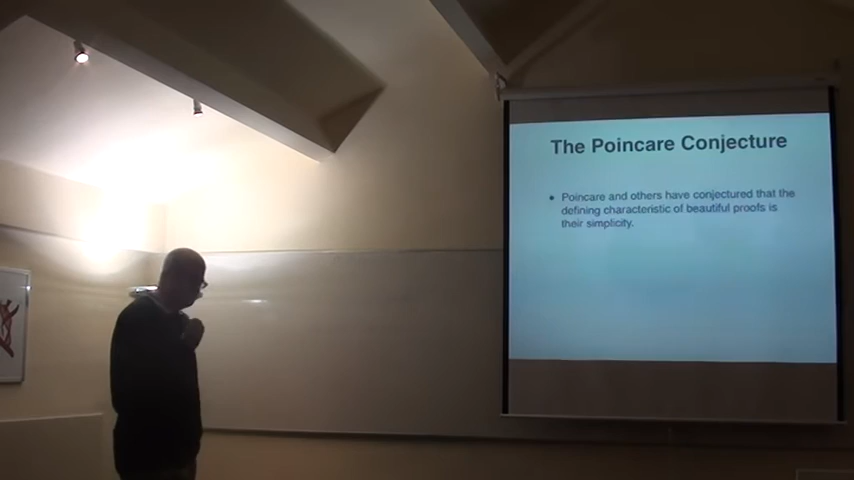 The Poincare Conjecture
• Poincare and others have conjectured that the
defining characteristic of beautiful proofs is
their simplicity.